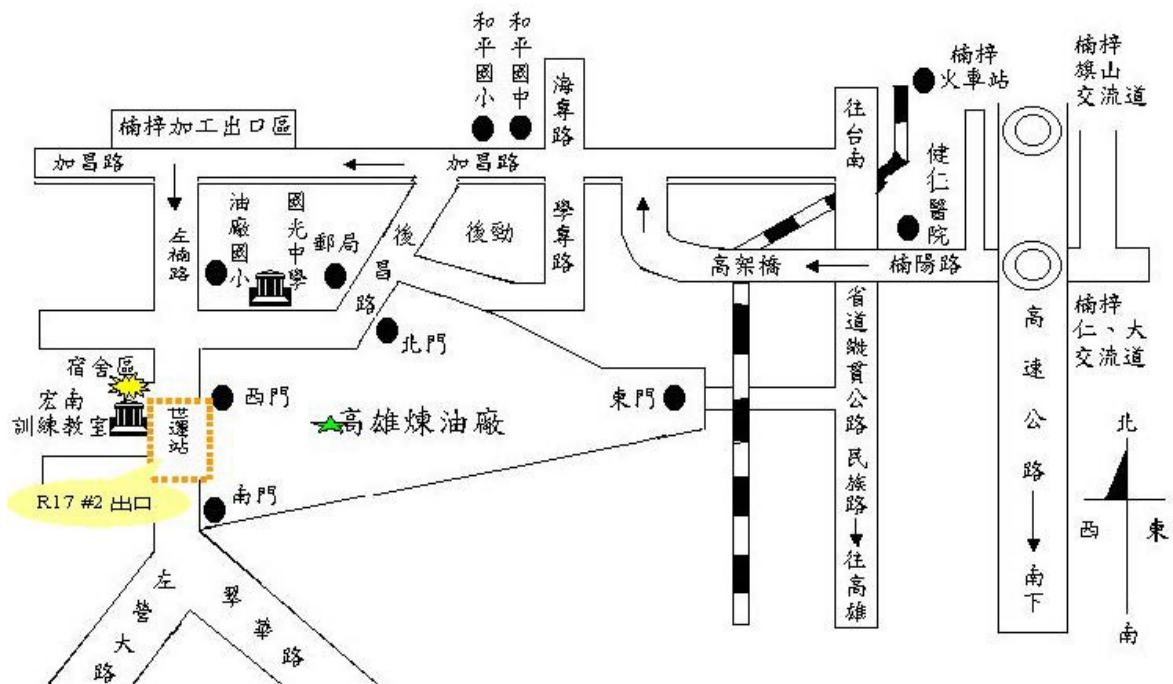 和平國小
和平國中
海專路
楠梓火車站
楠梓旗山交流道
往台南
楠梓加工出口區
加昌路
加昌路
健仁醫院
左楠路
油廠國小
國光中學
郵局
後昌路
後勁
學專路
高架橋
楠陽路
省道縱貫公路
民族路
往高雄
高速公路
南下
楠梓仁、大交流道
北門
宿舍區
宏南訓練教室
世運站
西門
高雄煉油廠
東門
R17 #2 出口
南門
左營大路
翠華路
北
西
東
南